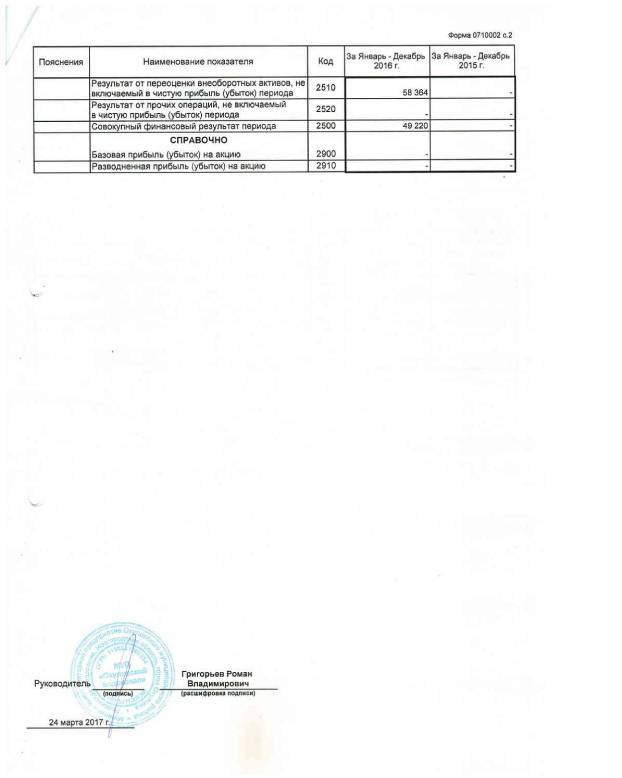 Форма 0710002 с.2
Пояснения Наименование показателя Код За Январь - Декабрь 2016 г. За Январь - Декабрь 2015 г.
Результат от переоценки внеоборотных активов, не
включаемый в чистую прибыль (убыток) периода 2510 58 364 -
Результат от прочих операций, не включаемый
в чистую прибыль (убыток) периода 2520 - -
Совокупный финансовый результат периода 2500 49 220 -
СПРАВОЧНО
Базовая прибыль (убыток) на акцию 2900 - -
Разводненная прибыль (убыток) на акцию 2910 - -
Григорьев Роман
Руководитель Владимирович
(подпись) (расшифровка подписи)
24 марта 2017 г.